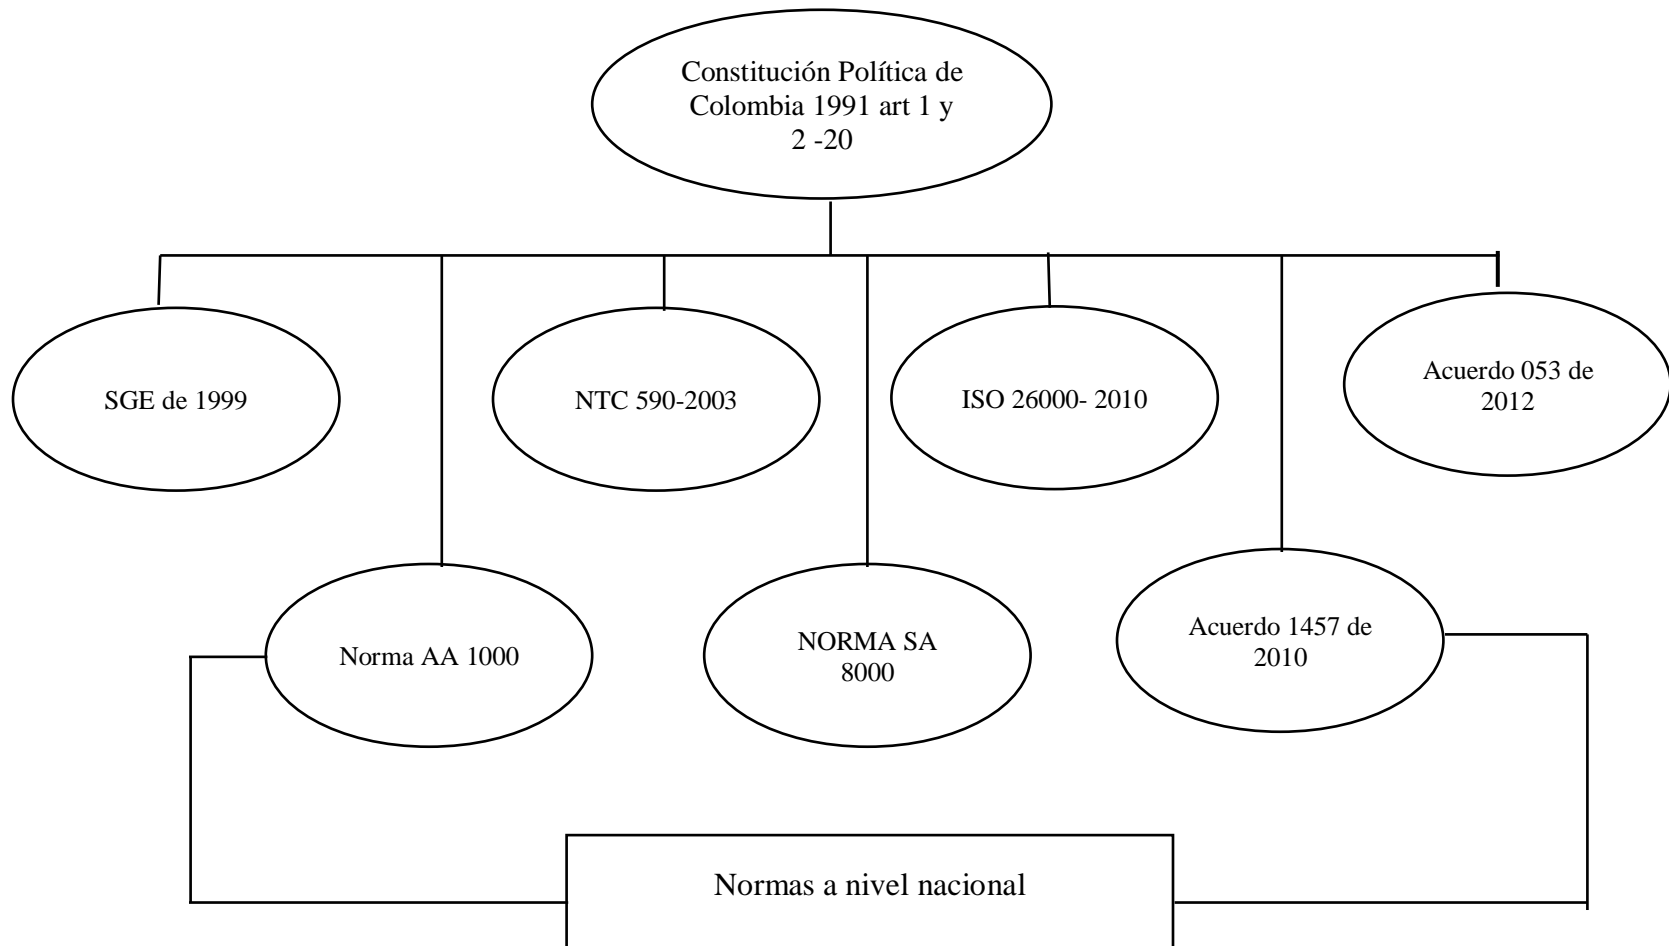 Constitución Política de
Colombia 1991 art 1 y
2 -20
SGE de 1999
NTC 590-2003
ISO 26000- 2010
Acuerdo 053 de
2012
Norma AA 1000
NORMA SA
8000
Acuerdo 1457 de
2010
Normas a nivel nacional